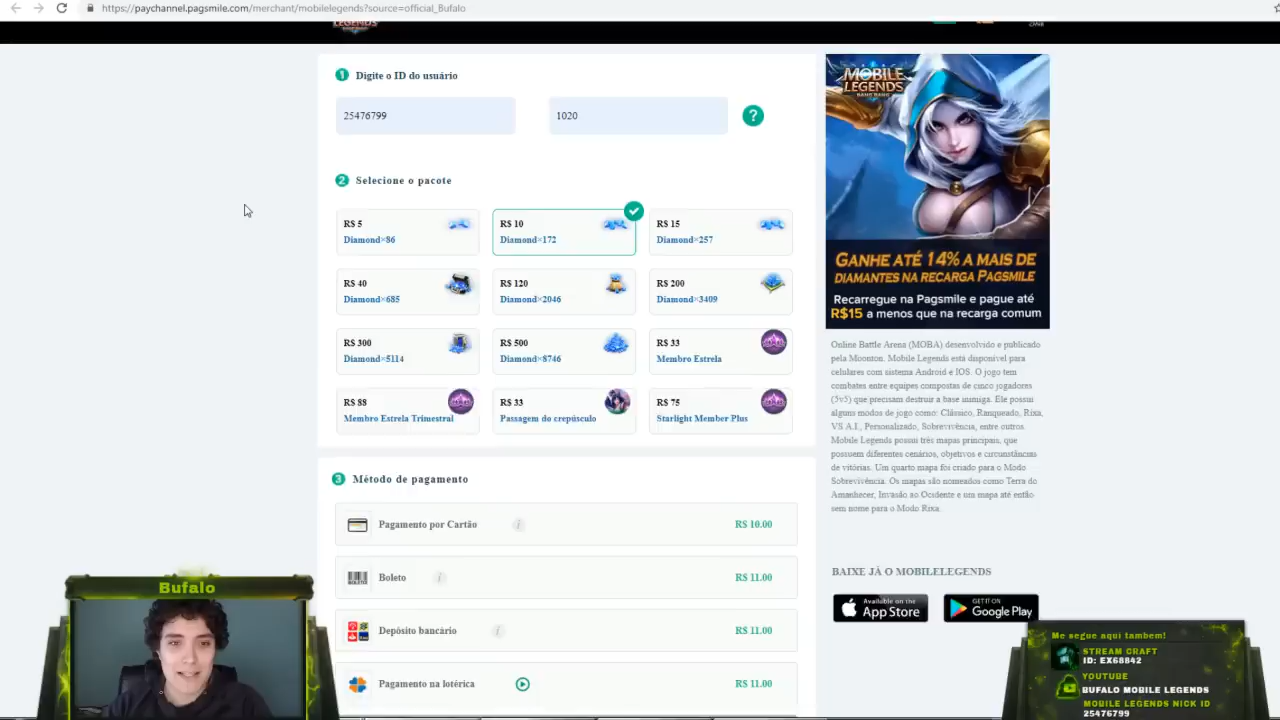 https://paychannel.pagsmile.com/merchant/mobilelegends?source=official_Bufalo
LEGENDS
1 Digite o ID do usuário
25476799
1020
?
2 Selecione o pacote
R$ 5
Diamond×86
R$ 10
Diamond×172
R$ 15
Diamond×257
R$ 40
Diamond×685
R$ 120
Diamond×2046
R$ 200
Diamond×3409
R$ 300
Diamond×5114
R$ 500
Diamond×8746
R$ 33
Membro Estrela
R$ 88
Membro Estrela Trimestral
R$ 33
Passagem do crepúsculo
R$ 75
Starlight Member Plus
3 Método de pagamento
Pagamento por Cartão
i
R$ 10.00
BOLETO
Boleto
i
R$ 11.00
Depósito bancário
i
R$ 11.00
Pagamento na lotérica
R$ 11.00
MOBILE
LEGENDS
BANG BANG
GANHE ATÉ 14% A MAIS DE
DIAMANTES NA RECARGA PAGSMILE
Recarregue na Pagsmile e pague até
R$15 a menos que na recarga comum
Online Battle Arena (MOBA) desenvolvido e publicado
pela Moonton. Mobile Legends está disponível para
celulares com sistema Android e IOS. O jogo tem
combates entre equipes compostas de cinco jogadores
(5v5) que precisam destruir a base inimiga. Ele possui
alguns modos de jogo como: Clássico, Ranqueado, Rixa,
VS A.I., Personalizado, Sobrevivência, entre outros.
Mobile Legends possui três mapas principais, que
possuem diferentes cenários, objetivos e circunstâncias
de vitórias. Um quarto mapa foi criado para o Modo
Sobrevivência. Os mapas são nomeados como Terra do
Amanhecer, Invasão ao Ocidente e um mapa até então
sem nome para o Modo Rixa.
BAIXE JÁ O MOBILELEGENDS
Available on the
App Store
GET IT ON
Google Play
Bufalo
Me segue aqui tambem!
STREAM CRAFT
ID: EX68842
YOUTUBE
BUFALO MOBILE LEGENDS
MOBILE LEGENDS NICK ID
25476799